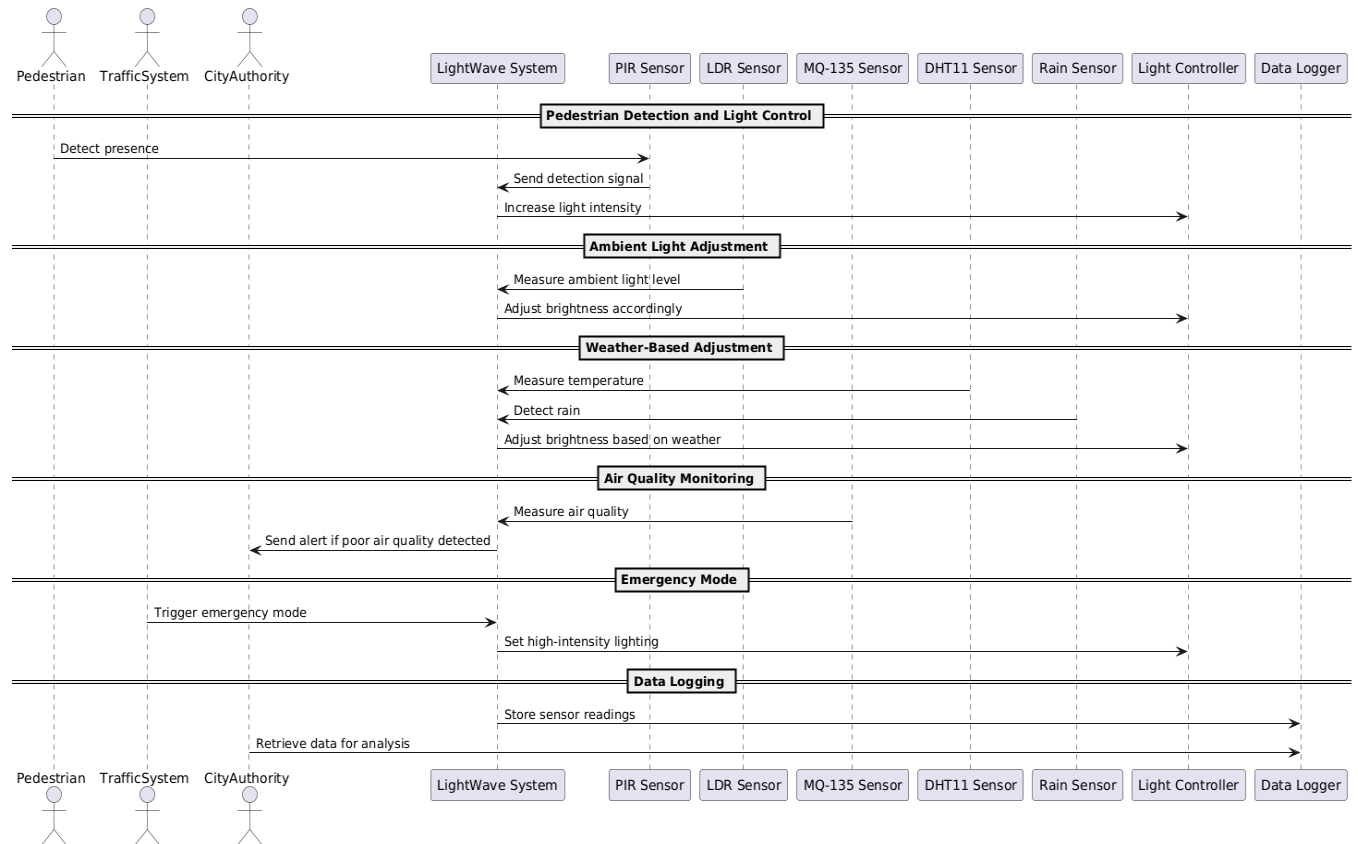 Pedestrian TrafficSystem CityAuthority LightWave System PIR Sensor LDR Sensor MQ-135 Sensor DHT11 Sensor Rain Sensor Light Controller Data Logger
Pedestrian Detection and Light Control
Detect presence
Send detection signal
Increase light intensity
Ambient Light Adjustment
Measure ambient light level
Adjust brightness accordingly
Weather-Based Adjustment
Measure temperature
Detect rain
Adjust brightness based on weather
Air Quality Monitoring
Measure air quality
Send alert if poor air quality detected
Emergency Mode
Trigger emergency mode
Set high-intensity lighting
Data Logging
Store sensor readings
Retrieve data for analysis
Pedestrian TrafficSystem CityAuthority LightWave System PIR Sensor LDR Sensor MQ-135 Sensor DHT11 Sensor Rain Sensor Light Controller Data Logger